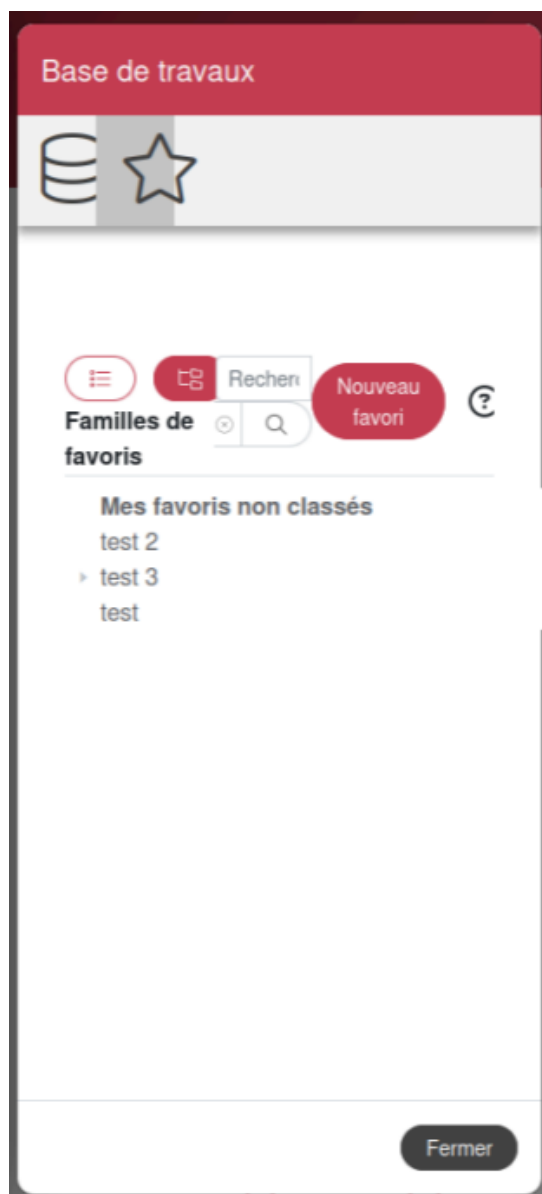 Base de travaux
Recher
Nouveau
favori
Familles de
favoris
Mes favoris non classés
test 2
test 3
test
Fermer